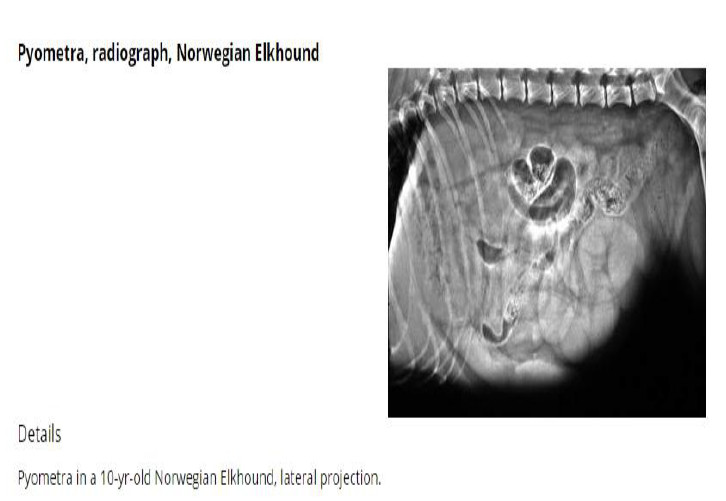 Pyometra, radiograph, Norwegian Elkhound
Details
Pyometra in a 10-yr-old Norwegian Elkhound, lateral projection.